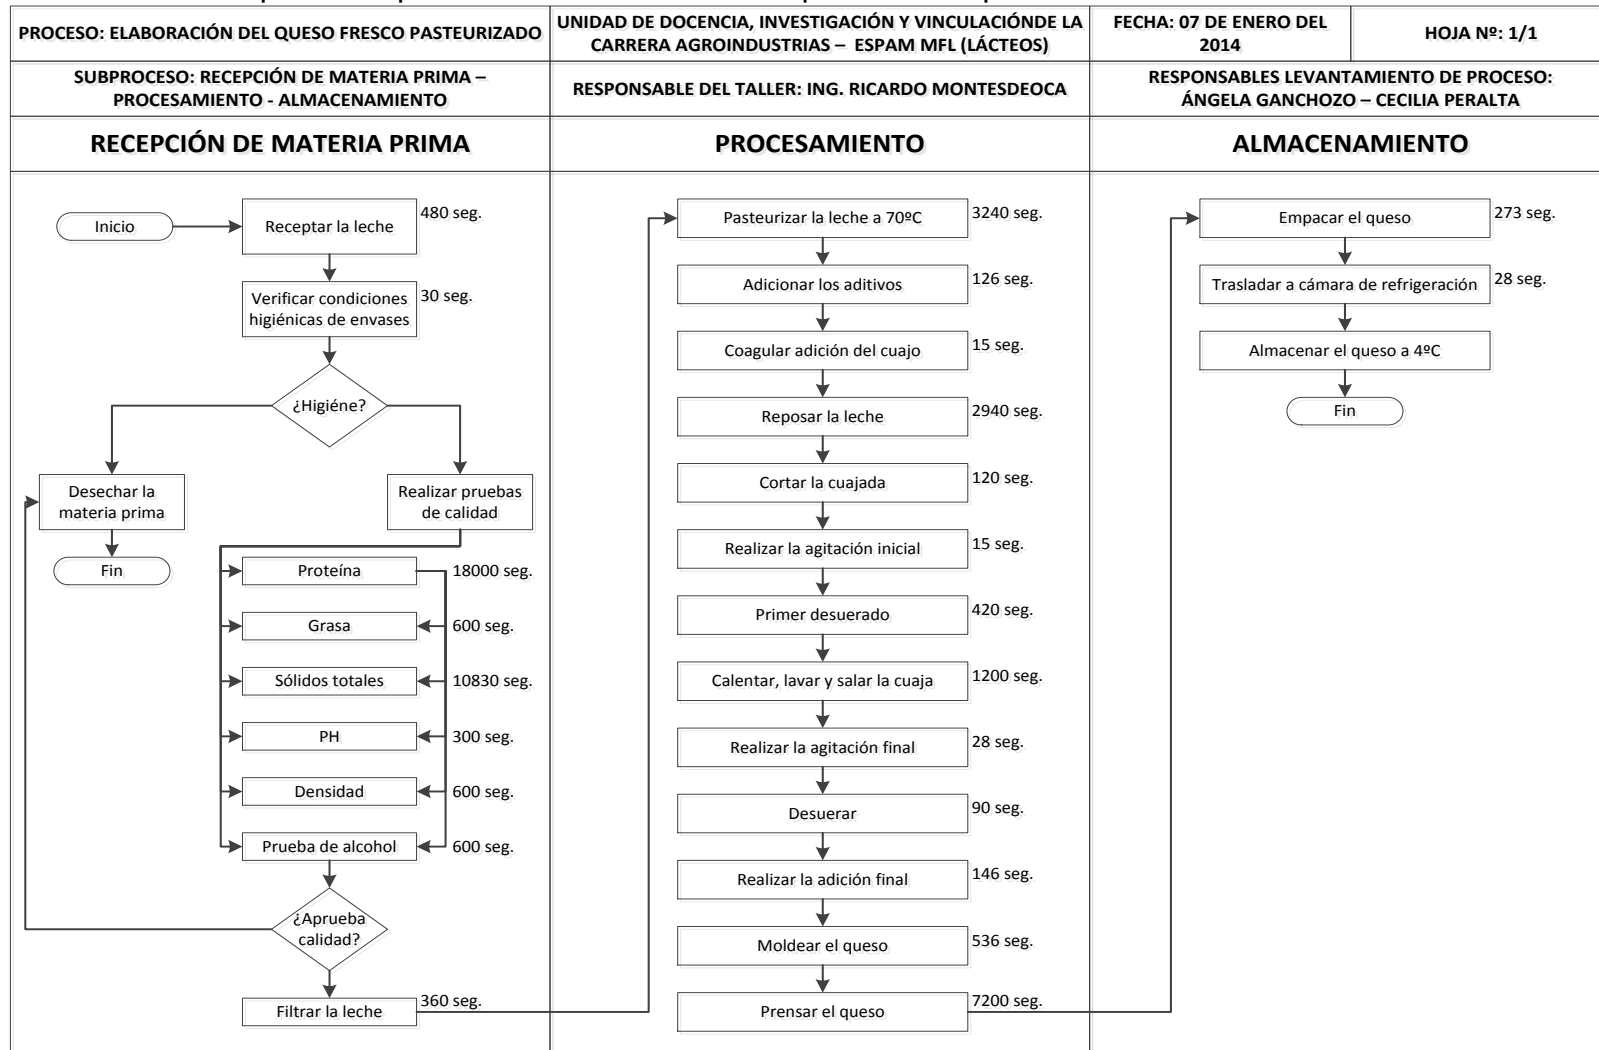 PROCESO: ELABORACIÓN DEL QUESO FRESCO PASTEURIZADO
UNIDAD DE DOCENCIA, INVESTIGACIÓN Y VINCULACIÓNDE LA
CARRERA AGROINDUSTRIAS – ESPAM MFL (LÁCTEOS)
FECHA: 07 DE ENERO DEL
2014
HOJA Nº: 1/1
SUBPROCESO: RECEPCIÓN DE MATERIA PRIMA –
PROCESAMIENTO - ALMACENAMIENTO
RESPONSABLE DEL TALLER: ING. RICARDO MONTESDEOCA
RESPONSABLES LEVANTAMIENTO DE PROCESO:
ÁNGELA GANCHOZO – CECILIA PERALTA
RECEPCIÓN DE MATERIA PRIMA
PROCESAMIENTO
ALMACENAMIENTO
Inicio
Receptar la leche
480 seg.
Verificar condiciones
higiénicas de envases
30 seg.
¿Higiéne?
Desechar la
materia prima
Fin
Realizar pruebas
de calidad
Proteína
18000 seg.
Grasa
600 seg.
Sólidos totales
10830 seg.
PH
300 seg.
Densidad
600 seg.
Prueba de alcohol
600 seg.
¿Aprueba
calidad?
Filtrar la leche
360 seg.
Pasteurizar la leche a 70ºC
3240 seg.
Adicionar los aditivos
126 seg.
Coagular adición del cuajo
15 seg.
Reposar la leche
2940 seg.
Cortar la cuajada
120 seg.
Realizar la agitación inicial
15 seg.
Primer desuerado
420 seg.
Calentar, lavar y salar la cuaja
1200 seg.
Realizar la agitación final
28 seg.
Desuerar
90 seg.
Realizar la adición final
146 seg.
Moldear el queso
536 seg.
Prensar el queso
7200 seg.
Empacar el queso
273 seg.
Trasladar a cámara de refrigeración
28 seg.
Almacenar el queso a 4ºC
Fin